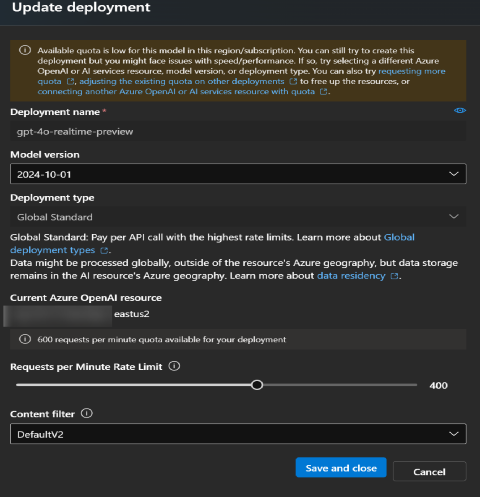 Update deployment
Available quota is low for this model in this region/subscription. You can still try to create this
deployment but you might face issues with speed/performance. If so, try selecting a different Azure
OpenAI or AI services resource, model version, or deployment type. You can also try requesting more
quota , adjusting the existing quota on other deployments to free up the resources, or
connecting another Azure OpenAI or AI services resource with quota .
Deployment name *
gpt-4o-realtime-preview
Model version
2024-10-01
Deployment type
Global Standard
Global Standard: Pay per API call with the highest rate limits. Learn more about Global
deployment types .
Data might be processed globally, outside of the resource's Azure geography, but data storage
remains in the AI resource's Azure geography. Learn more about data residency .
Current Azure OpenAI resource
eastus2
600 requests per minute quota available for your deployment
Requests per Minute Rate Limit
400
Content filter
DefaultV2
Save and close
Cancel